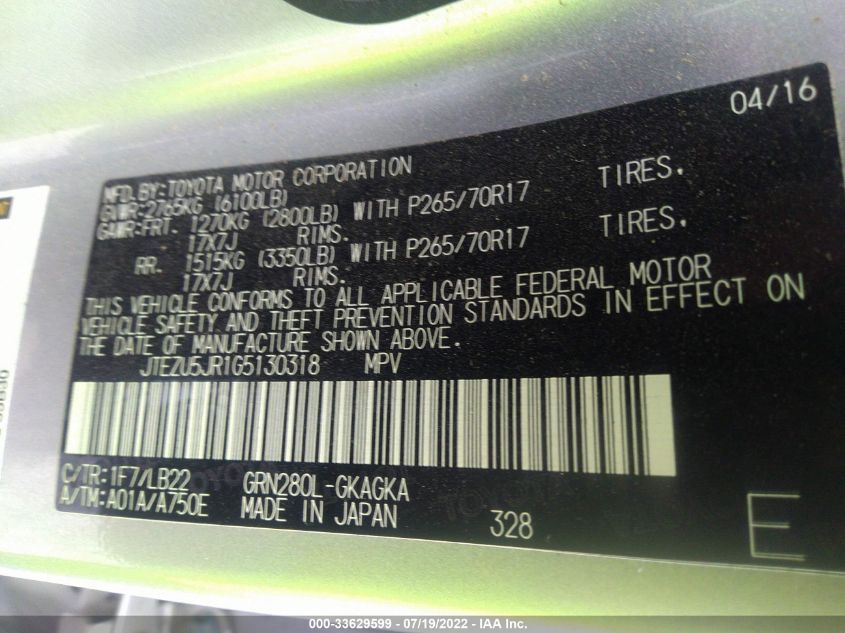 04/16
MFD.BY:TOYOTA MOTOR CORPORATION
GVWR:2765KG (6100LB)
GAWR:FRT. 1270KG (2800LB) WITH P265/70R17 TIRES.
17X7J RIMS.
RR. 1515KG (3350LB) WITH P265/70R17 TIRES.
17X7J RIMS.
THIS VEHICLE CONFORMS TO ALL APPLICABLE FEDERAL MOTOR
VEHICLE SAFETY AND THEFT PREVENTION STANDARDS IN EFFECT ON
THE DATE OF MANUFACTURE SHOWN ABOVE.
JTEZU5JR1G5130318 MPV
C/TR:1F7/LB22 GRN280L-GKAGKA
A/TM:A01A/A750E MADE IN JAPAN 328 E
000-33629599 - 07/19/2022 - IAA Inc.